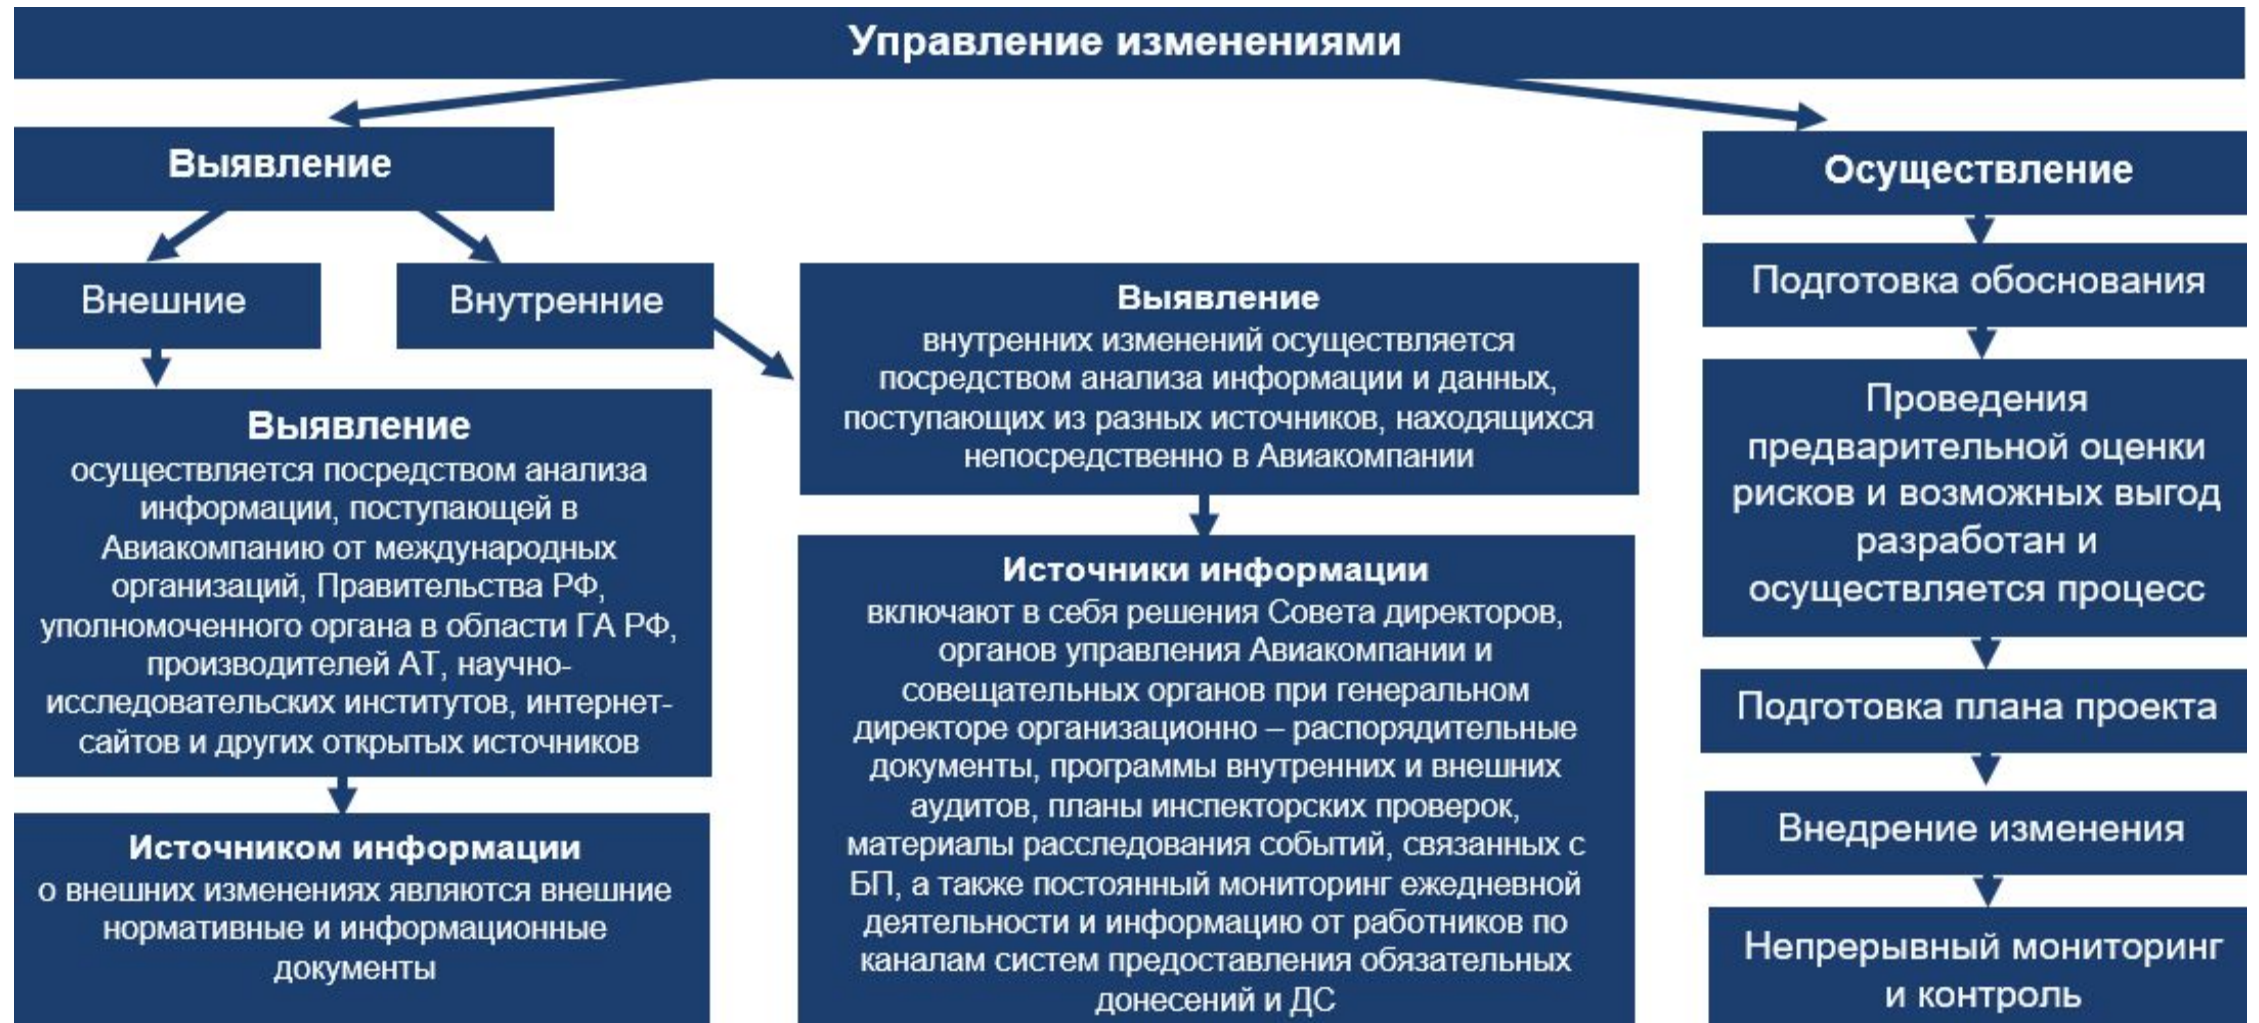 Управление изменениями
Выявление
Внешние
Внутренние
Выявление
осуществляется посредством анализа
информации, поступающей в
Авиакомпанию от международных
организаций, Правительства РФ,
уполномоченного органа в области ГА РФ,
производителей АТ, научно-
исследовательских институтов, интернет-
сайтов и других открытых источников
Источником информации
о внешних изменениях являются внешние
нормативные и информационные
документы
Выявление
внутренних изменений осуществляется
посредством анализа информации и данных,
поступающих из разных источников, находящихся
непосредственно в Авиакомпании
Источники информации
включают в себя решения Совета директоров,
органов управления Авиакомпании и
совещательных органов при генеральном
директоре организационно – распорядительные
документы, программы внутренних и внешних
аудитов, планы инспекторских проверок,
материалы расследования событий, связанных с
БП, а также постоянный мониторинг ежедневной
деятельности и информацию от работников по
каналам систем предоставления обязательных
донесений и ДС
Осуществление
Подготовка обоснования
Проведения
предварительной оценки
рисков и возможных выгод
разработан и
осуществляется процесс
Подготовка плана проекта
Внедрение изменения
Непрерывный мониторинг
и контроль